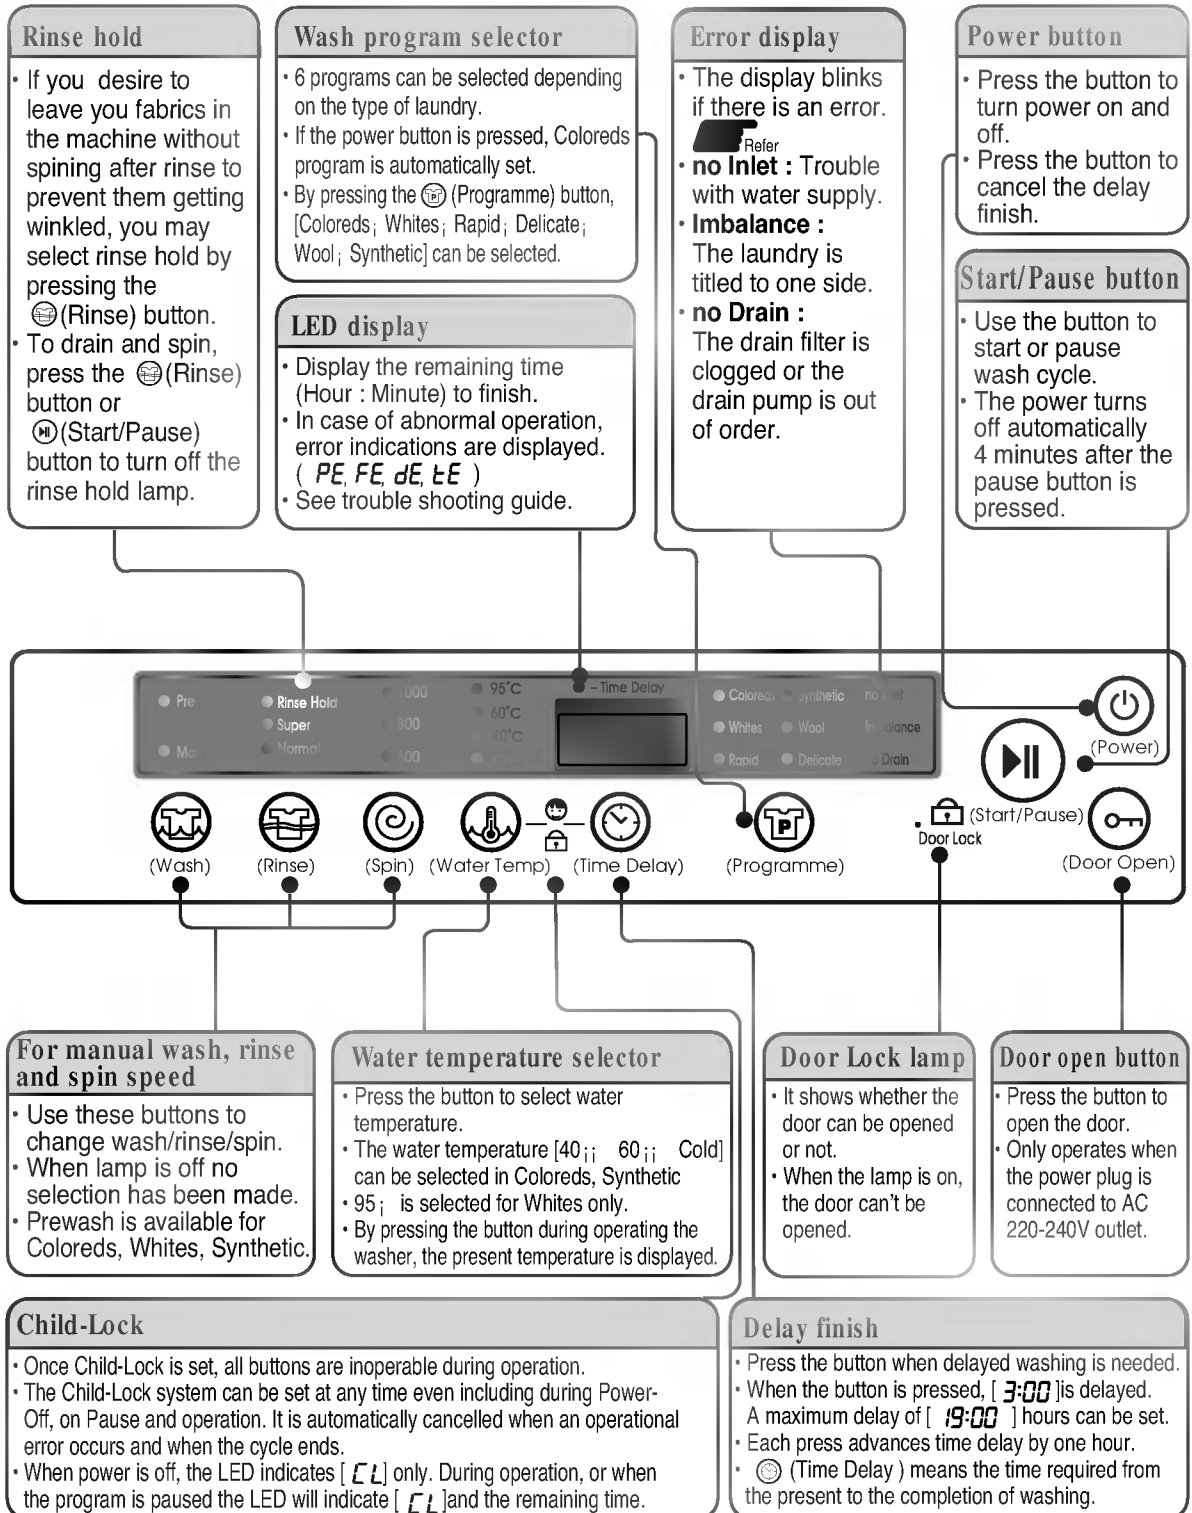 Rinse hold
· If you desire to
leave you fabrics in
the machine without
spining after rinse to
prevent them getting
winkled, you may
select rinse hold by
pressing the
(Rinse) button.
· To drain and spin,
press the (Rinse)
button or
(Start/Pause)
button to turn off the
rinse hold lamp.
Wash program selector
· 6 programs can be selected depending
on the type of laundry.
· If the power button is pressed, Coloreds
program is automatically set.
· By pressing the (Programme) button,
[Coloreds¡ Whites¡ Rapid¡ Delicate¡
Wool¡ Synthetic] can be selected.
LED display
· Display the remaining time
(Hour : Minute) to finish.
· In case of abnormal operation,
error indications are displayed.
( PE, FE, dE, tE )
· See trouble shooting guide.
Error display
· The display blinks
if there is an error.
Refer
· no Inlet : Trouble
with water supply.
· Imbalance :
The laundry is
titled to one side.
· no Drain :
The drain filter is
clogged or the
drain pump is out
of order.
Power button
· Press the button to
turn power on and
off.
· Press the button to
cancel the delay
finish.
Start/Pause button
· Use the button to
start or pause
wash cycle.
· The power turns
off automatically
4 minutes after the
pause button is
pressed.
Pre Rinse Hold 1000 95°C – Time Delay Coloreds Synthetic no Inlet
Super 800 60°C Whites Wool Imbalance
Main Normal 600 40°C Rapid Delicate no Drain
(Power)
(Start/Pause)
Door Lock
P
(Wash) (Rinse) (Spin) (Water Temp) (Time Delay) (Programme) (Door Open)
For manual wash, rinse
and spin speed
· Use these buttons to
change wash/rinse/spin.
· When lamp is off no
selection has been made.
· Prewash is available for
Coloreds, Whites, Synthetic.
Water temperature selector
· Press the button to select water
temperature.
· The water temperature [40¡¡ 60¡¡ Cold]
can be selected in Coloreds, Synthetic
· 95¡ is selected for Whites only.
· By pressing the button during operating the
washer, the present temperature is displayed.
Door Lock lamp
· It shows whether the
door can be opened
or not.
· When the lamp is on,
the door can't be
opened.
Door open button
· Press the button to
open the door.
· Only operates when
the power plug is
connected to AC
220-240V outlet.
Child-Lock
· Once Child-Lock is set, all buttons are inoperable during operation.
· The Child-Lock system can be set at any time even including during Power-
Off, on Pause and operation. It is automatically cancelled when an operational
error occurs and when the cycle ends.
· When power is off, the LED indicates [ CL] only. During operation, or when
the program is paused the LED will indicate [ CL ]and the remaining time.
Delay finish
· Press the button when delayed washing is needed.
· When the button is pressed, [ 3:00 ]is delayed.
A maximum delay of [ 19:00 ] hours can be set.
· Each press advances time delay by one hour.
· (Time Delay ) means the time required from
the present to the completion of washing.